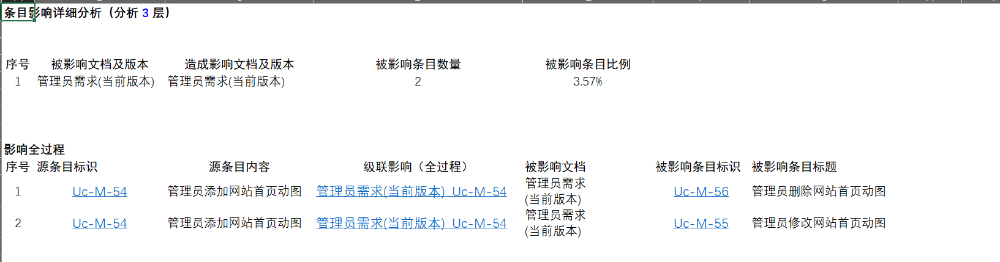 条目影响详细分析（分析 3 层）
序号 被影响文档及版本 造成影响文档及版本 被影响条目数量 被影响条目比例
1 管理员需求(当前版本) 管理员需求(当前版本) 2 3.57%
影响全过程
序号 源条目标识 源条目内容 级联影响（全过程） 被影响文档 被影响条目标识 被影响条目标题
1 Uc-M-54 管理员添加网站首页动图 管理员需求(当前版本)_Uc-M-54 管理员需求
(当前版本) Uc-M-56 管理员删除网站首页动图
2 Uc-M-54 管理员添加网站首页动图 管理员需求(当前版本)_Uc-M-54 管理员需求
(当前版本) Uc-M-55 管理员修改网站首页动图